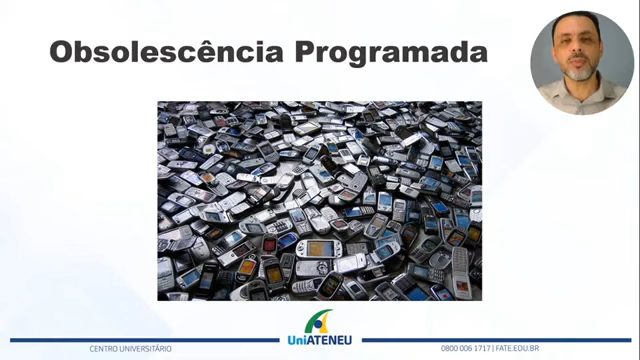 Obsolescência Programada
UniATENEU
CENTRO UNIVERSITÁRIO
0800 006 1717 | FATE.EDU.BR